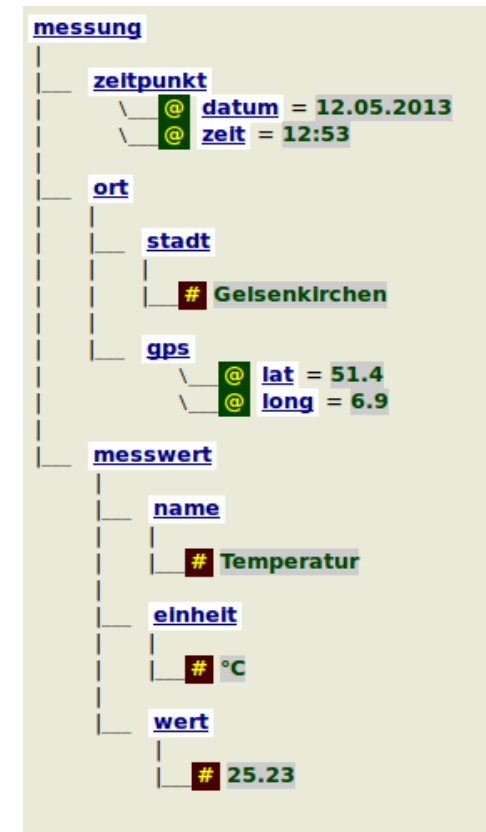 messung
zeitpunkt
@ datum = 12.05.2013
@ zeit = 12:53
ort
stadt
# Gelsenkirchen
gps
@ lat = 51.4
@ long = 6.9
messwert
name
# Temperatur
einheit
# °C
wert
# 25.23